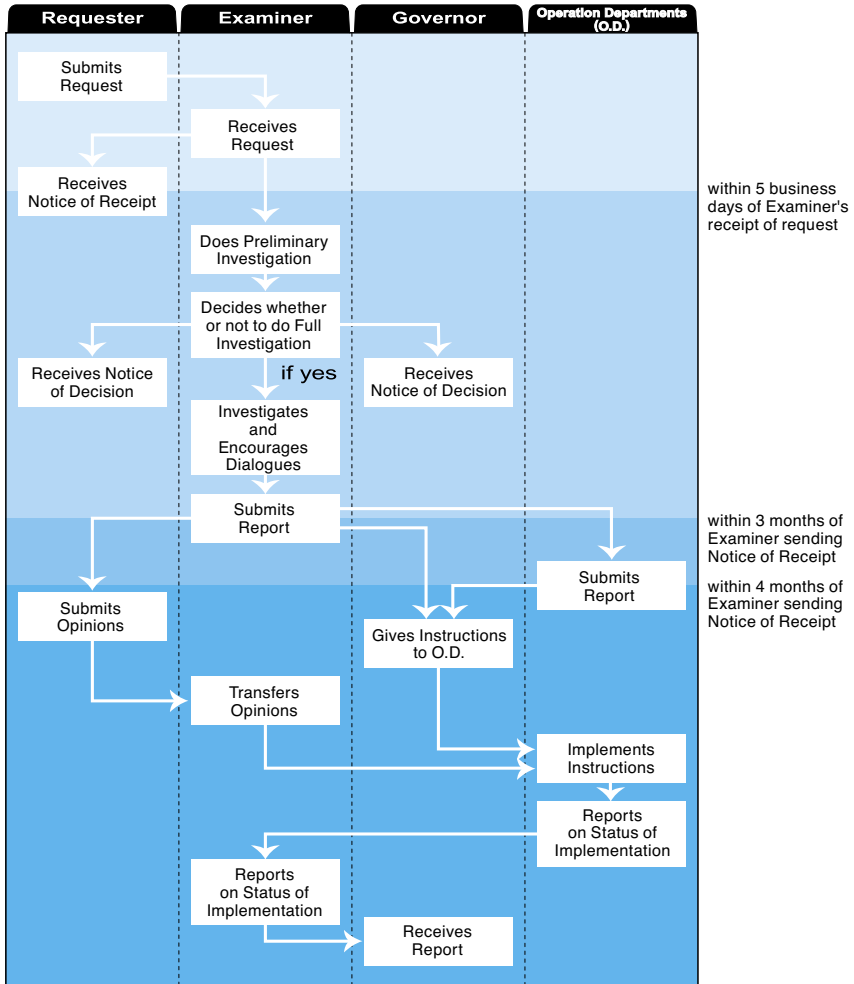 Requester
Examiner
Governor
Operation Departments
(O.D.)
Submits
Request
Receives
Request
Receives
Notice of Receipt
within 5 business
days of Examiner's
receipt of request
Does Preliminary
Investigation
Decides whether
or not to do Full
Investigation
Receives Notice
of Decision
if yes
Receives
Notice of Decision
Investigates
and
Encourages
Dialogues
Submits
Report
within 3 months of
Examiner sending
Notice of Receipt
Submits
Report
within 4 months of
Examiner sending
Notice of Receipt
Submits
Opinions
Gives Instructions
to O.D.
Transfers
Opinions
Implements
Instructions
Reports
on Status of
Implementation
Reports
on Status of
Implementation
Receives
Report